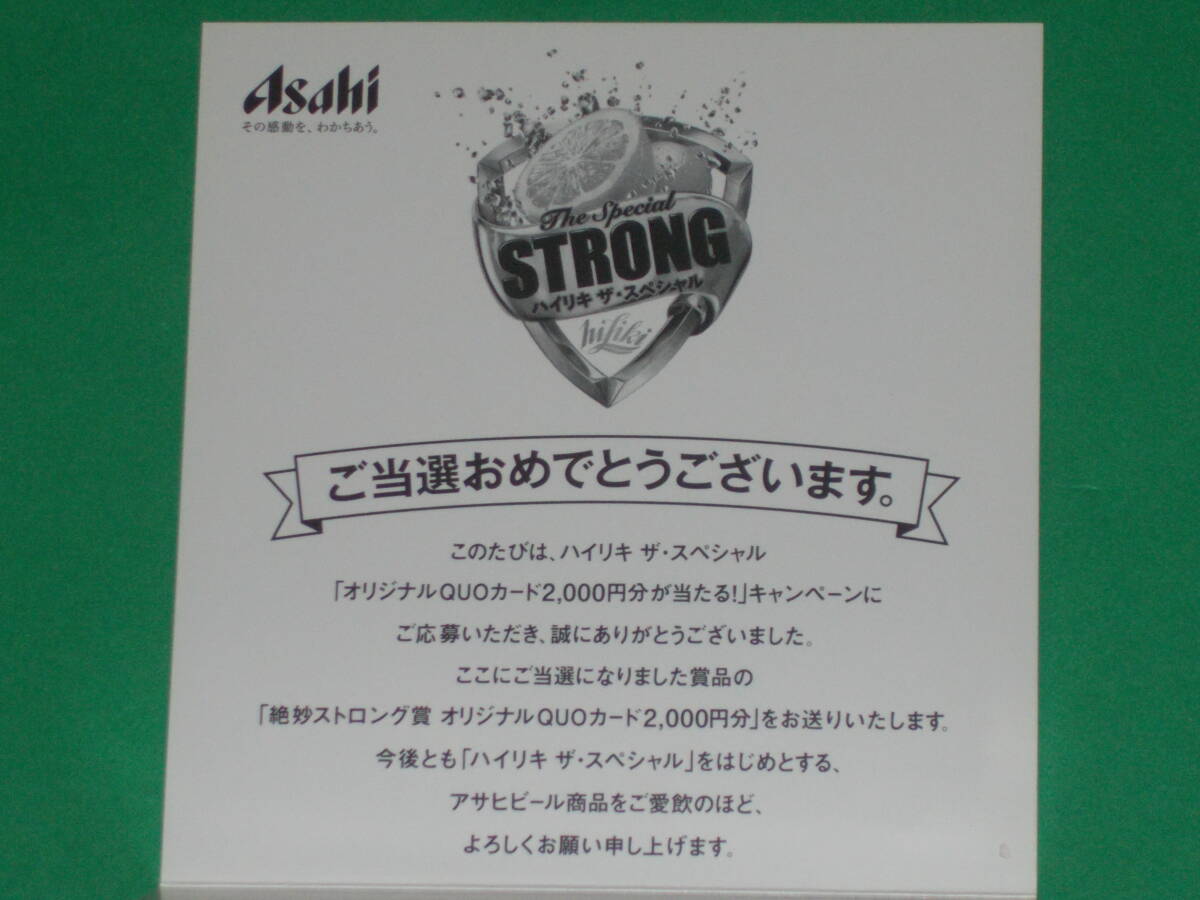 Asahi
その感動を、わかちあう。
The Special
STRONG
ハイリキ ザ・スペシャル
hiLiki
ご当選おめでとうございます。
このたびは、ハイリキ ザ・スペシャル
「オリジナルQUOカード2,000円分が当たる!」キャンペーンに
ご応募いただき、誠にありがとうございました。
ここにご当選になりました賞品の
「絶妙ストロング賞 オリジナルQUOカード2,000円分」をお送りいたします。
今後とも「ハイリキ ザ・スペシャル」をはじめとする、
アサヒビール商品をご愛飲のほど、
よろしくお願い申し上げます。